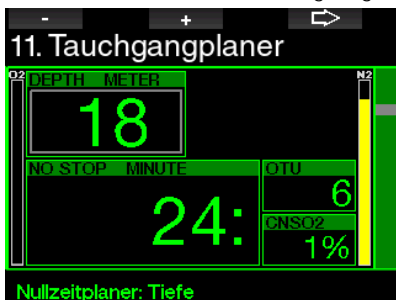 - +
11. Tauchgangplaner
O2 DEPTH METER N2
18
NO STOP MINUTE OTU
24: 6
CNSO2
1%
Nullzeitplaner: Tiefe